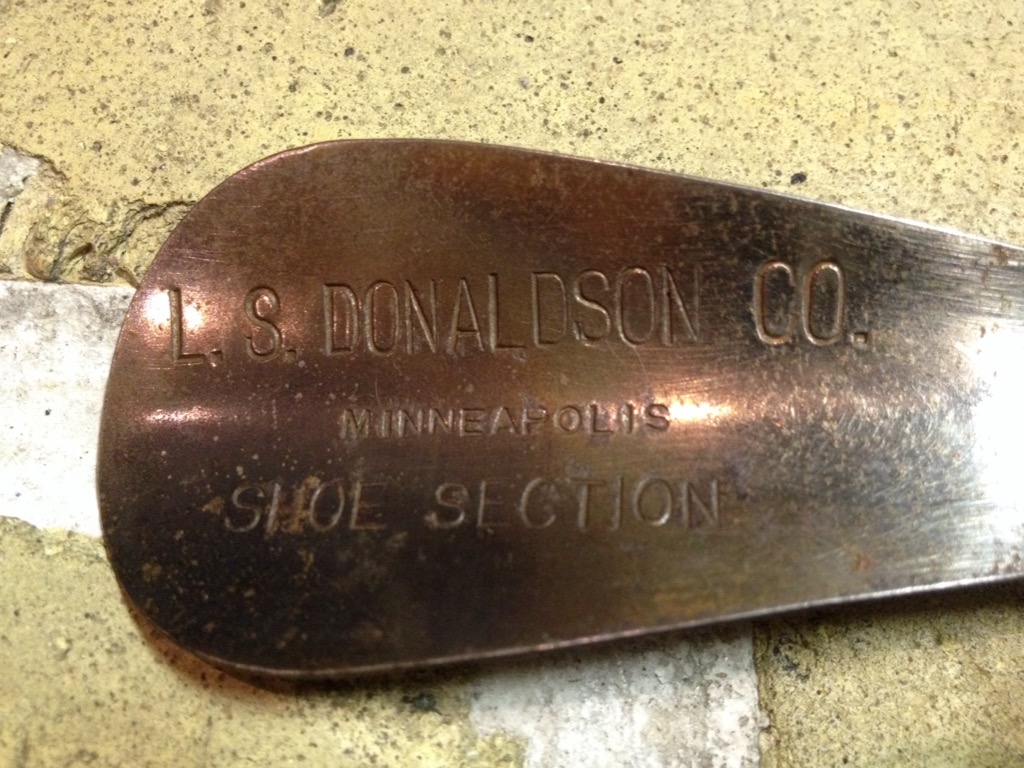 L. S. DONALDSON CO.
MINNEAPOLIS
SHOE SECTION